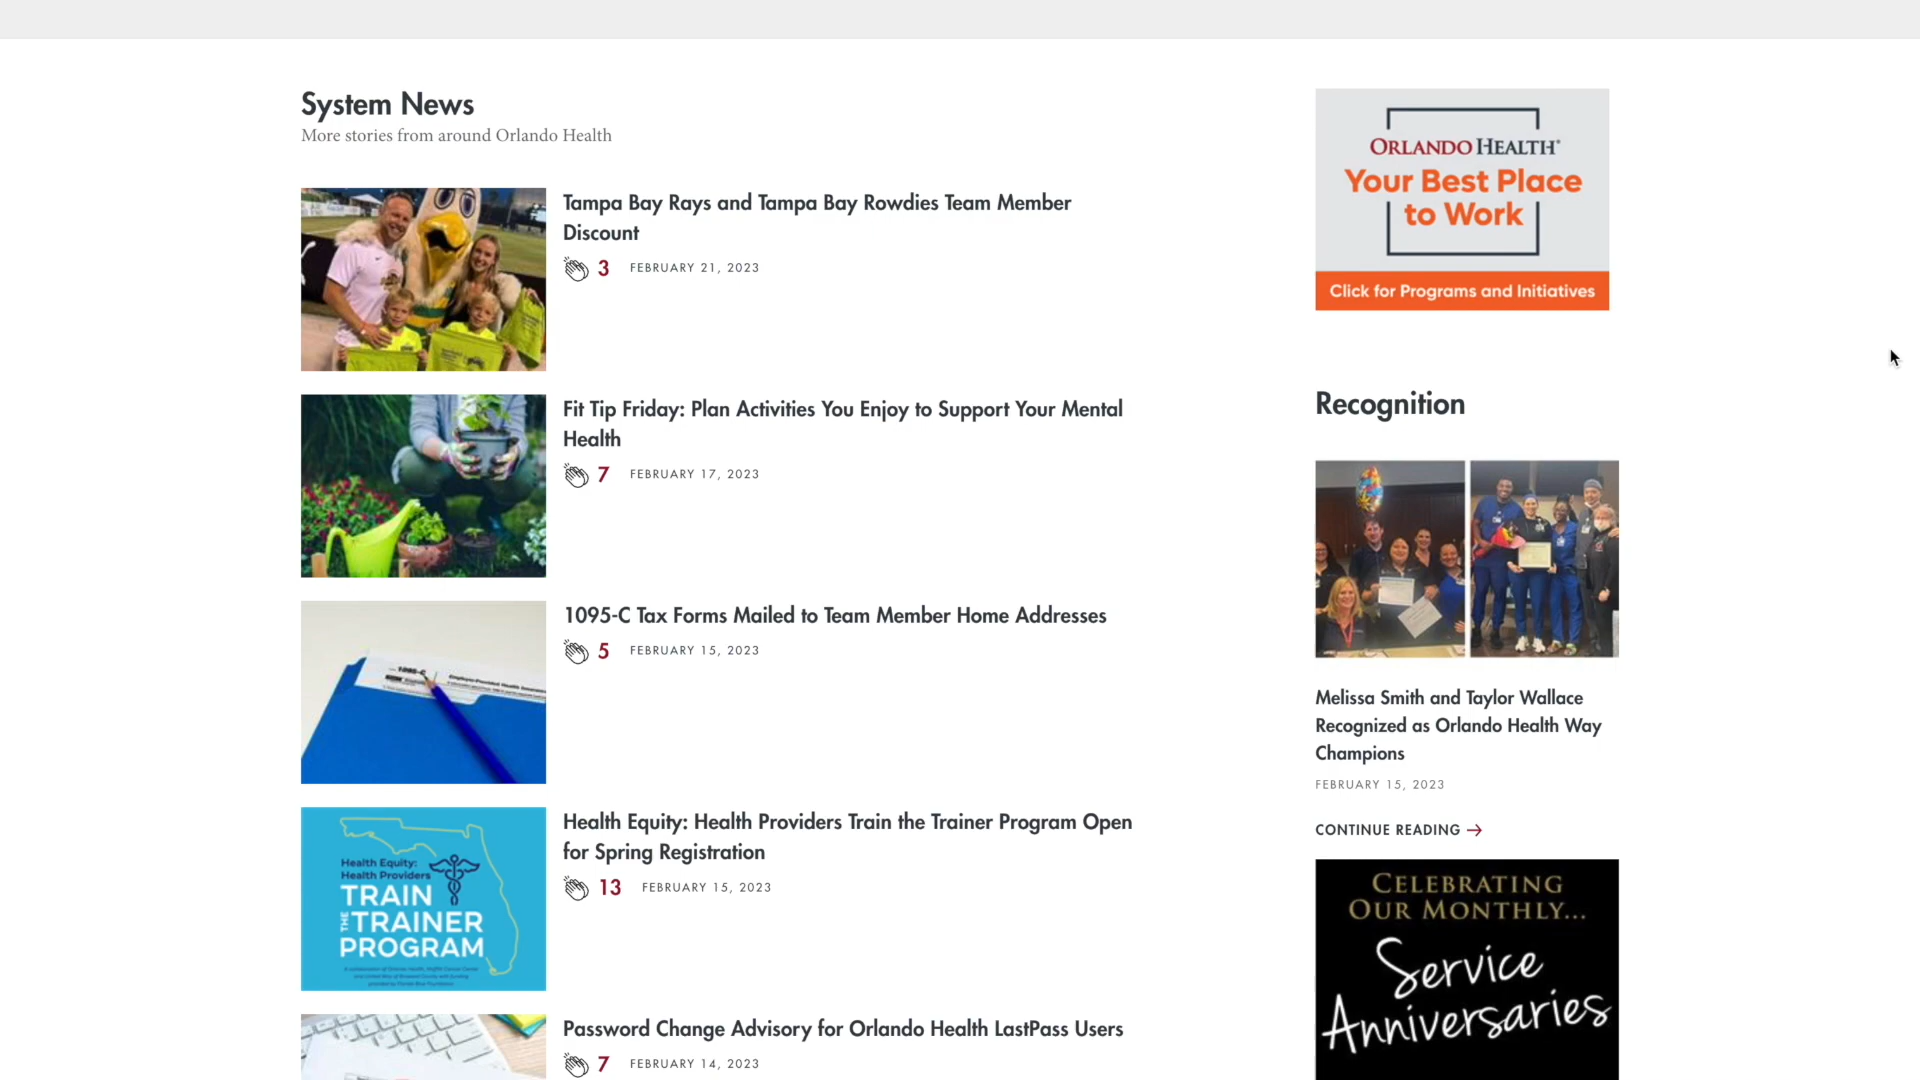 System News
More stories from around Orlando Health
Tampa Bay Rays and Tampa Bay Rowdies Team Member
Discount
3 FEBRUARY 21, 2023
Fit Tip Friday: Plan Activities You Enjoy to Support Your Mental
Health
7 FEBRUARY 17, 2023
1095-C
1095-C Tax Forms Mailed to Team Member Home Addresses
5 FEBRUARY 15, 2023
Health Equity:
Health Providers
TRAIN
THE TRAINER
PROGRAM
Health Equity: Health Providers Train the Trainer Program Open
for Spring Registration
13 FEBRUARY 15, 2023
Password Change Advisory for Orlando Health LastPass Users
7 FEBRUARY 14, 2023
ORLANDO HEALTH®
Your Best Place
to Work
Click for Programs and Initiatives
Recognition
Melissa Smith and Taylor Wallace
Recognized as Orlando Health Way
Champions
FEBRUARY 15, 2023
CONTINUE READING →
CELEBRATING
OUR MONTHLY...
Service
Anniversaries